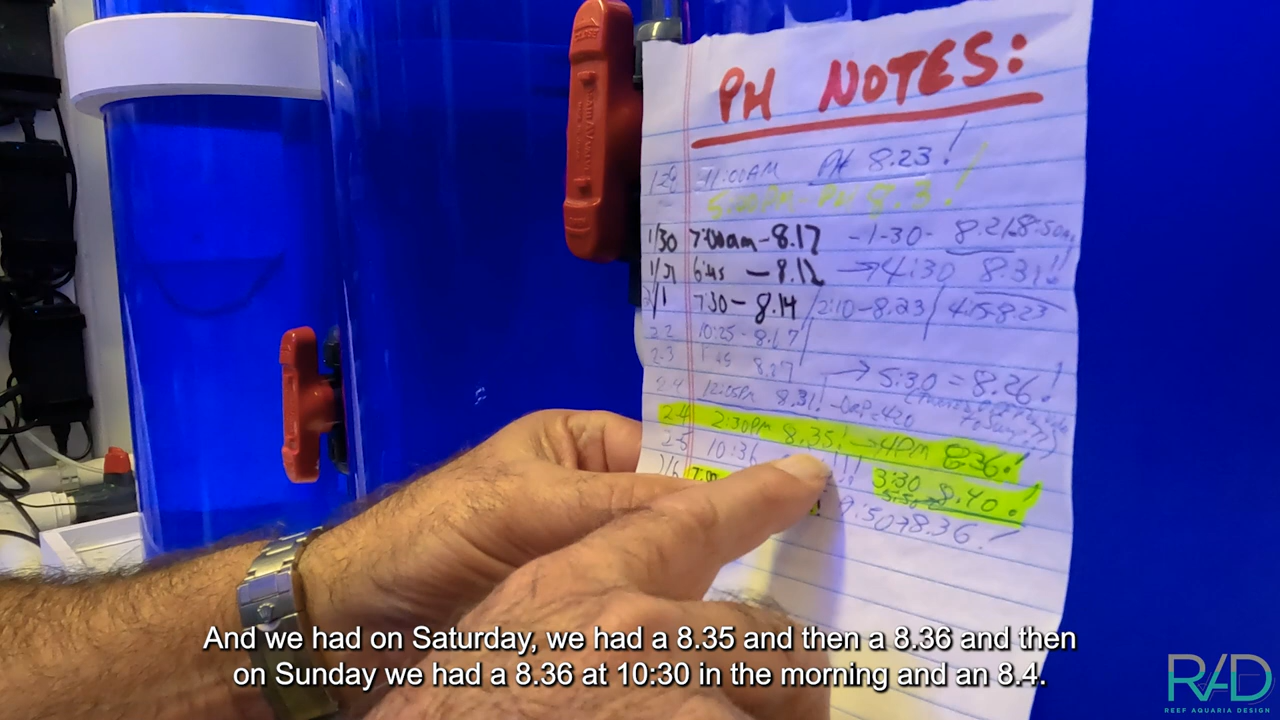 PH NOTES:
11:00AM PH 8.23!
5:00PM - PH 8.3!
1/30 7:00am - 8.17 -1-30- 8.21
1/31 6:45 - 8.12 → 4:30 8.31!!
2/1 730 - 8.14 / 2:10 - 8.23 / 4:15 8.23
2-2 10:25 - 8.17
2-3 8.27 → 5:30 = 8.26!
2-4 12:05PM 8.31! - ORP = 420
2-4 2:30PM 8.35! → 4PM 8.36!
2-5 10:36 !!! 3:30 8.40!
9:50 → 8.36!
And we had on Saturday, we had a 8.35 and then a 8.36 and then
on Sunday we had a 8.36 at 10:30 in the morning and an 8.4.
RAD
REEF AQUARIA DESIGN